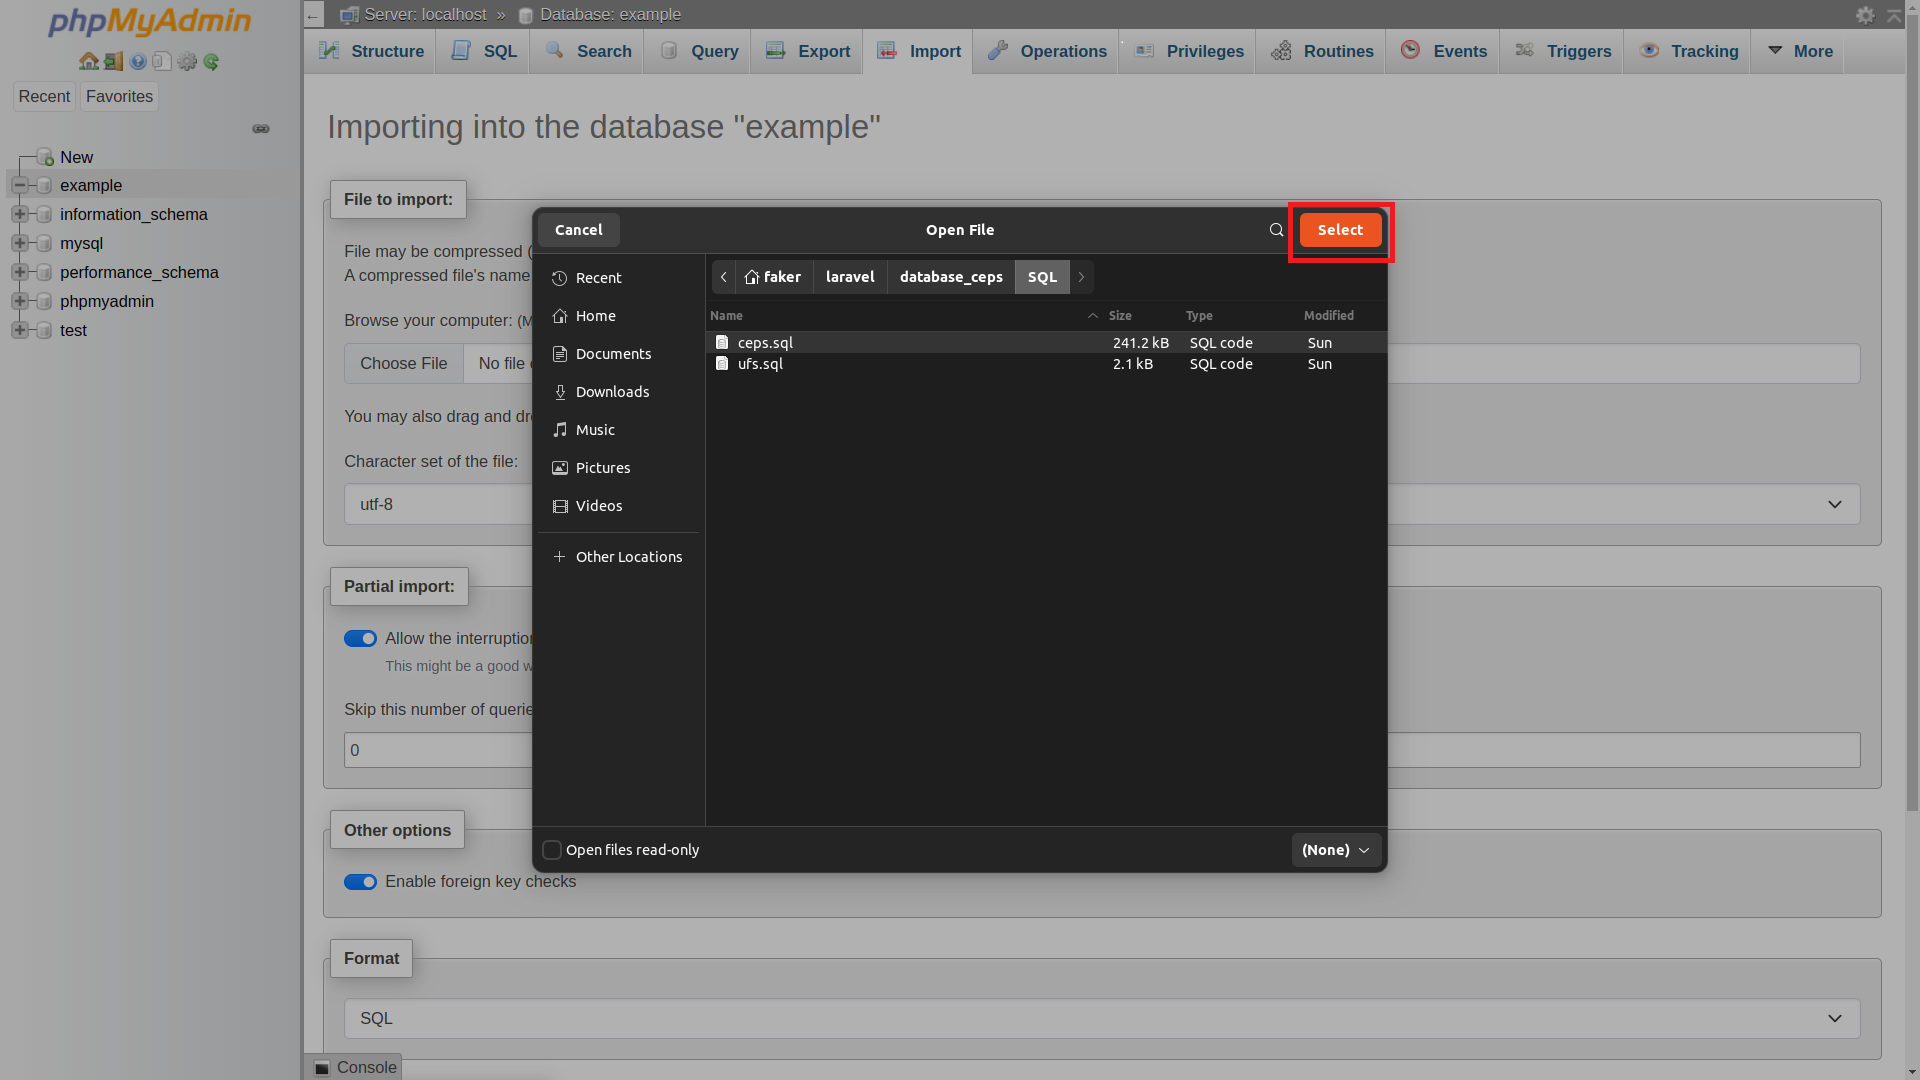 phpMyAdmin
Recent Favorites
New
example
information_schema
mysql
performance_schema
phpmyadmin
test
← Server: localhost » Database: example
Structure SQL Search Query Export Import Operations Privileges Routines Events Triggers Tracking More
Importing into the database "example"
File to import:
File may be compressed (
A compressed file's name
Browse your computer: (M
Choose File No file
You may also drag and dr
Character set of the file:
utf-8
Partial import:
Allow the interruption
This might be a good w
Skip this number of querie
0
Other options
Enable foreign key checks
Format
SQL
Console
Cancel Open File Select
Recent
Home
Documents
Downloads
Music
Pictures
Videos
Other Locations
faker laravel database_ceps SQL
Name Size Type Modified
ceps.sql 241.2 kB SQL code Sun
ufs.sql 2.1 kB SQL code Sun
Open files read-only (None)